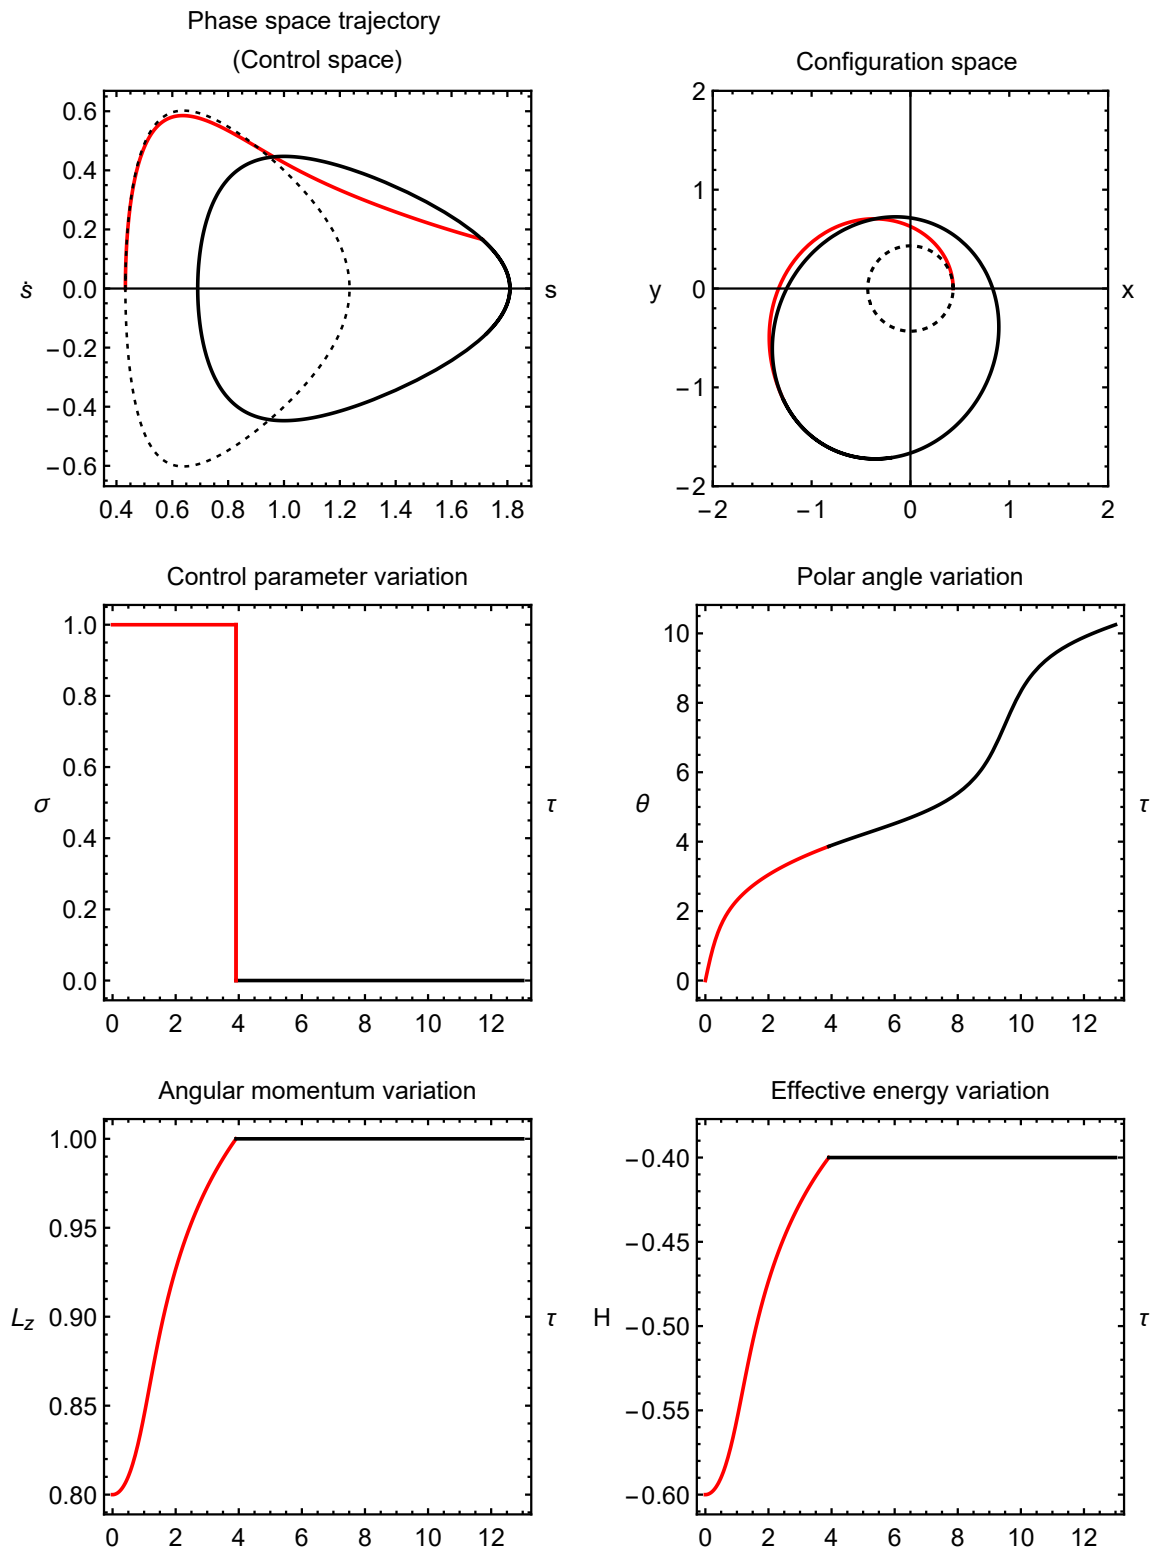 Phase space trajectory
(Control space)
0.6
0.4
0.2
0.0
−0.2
−0.4
−0.6
ṡ
s
0.4 0.6 0.8 1.0 1.2 1.4 1.6 1.8
Configuration space
2
1
0
−1
−2
y
x
−2 −1 0 1 2
Control parameter variation
1.0
0.8
0.6
0.4
0.2
0.0
σ
τ
0 2 4 6 8 10 12
Polar angle variation
10
8
6
4
2
0
θ
τ
0 2 4 6 8 10 12
Angular momentum variation
1.00
0.95
0.90
0.85
0.80
L_z
τ
0 2 4 6 8 10 12
Effective energy variation
−0.40
−0.45
−0.50
−0.55
−0.60
H
τ
0 2 4 6 8 10 12